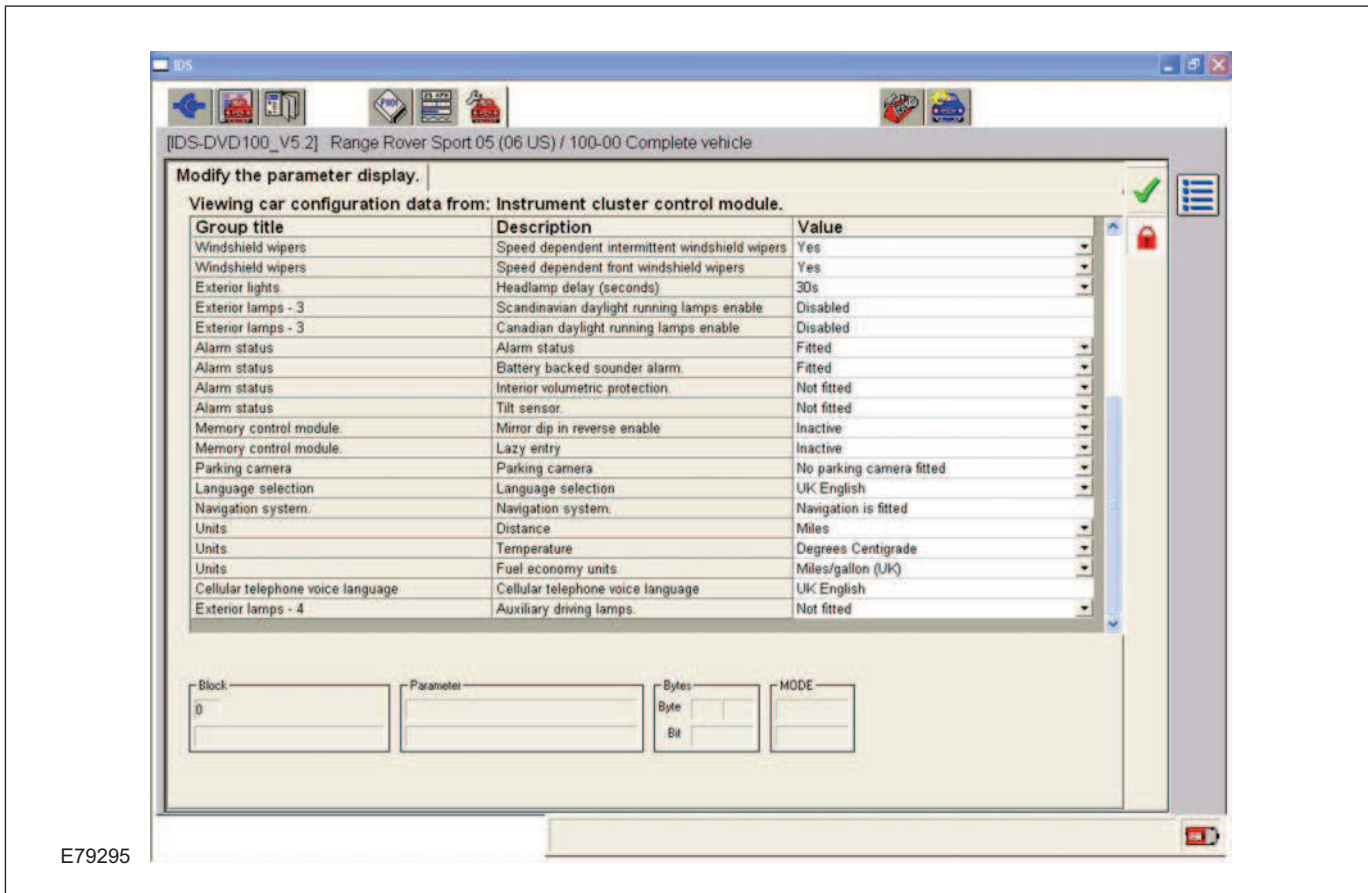 IDS
[IDS-DVD100_V5.2] Range Rover Sport 05 (06 US) / 100-00 Complete vehicle
Modify the parameter display.
Viewing car configuration data from: Instrument cluster control module.
Group title Description Value
Windshield wipers Speed dependent intermittent windshield wipers Yes
Windshield wipers Speed dependent front windshield wipers Yes
Exterior lights Headlamp delay (seconds) 30s
Exterior lamps - 3 Scandinavian daylight running lamps enable Disabled
Exterior lamps - 3 Canadian daylight running lamps enable Disabled
Alarm status Alarm status Fitted
Alarm status Battery backed sounder alarm. Fitted
Alarm status Interior volumetric protection. Not fitted
Alarm status Tilt sensor. Not fitted
Memory control module. Mirror dip in reverse enable Inactive
Memory control module. Lazy entry Inactive
Parking camera Parking camera No parking camera fitted
Language selection Language selection UK English
Navigation system. Navigation system. Navigation is fitted
Units Distance Miles
Units Temperature Degrees Centigrade
Units Fuel economy units Miles/gallon (UK)
Cellular telephone voice language Cellular telephone voice language UK English
Exterior lamps - 4 Auxiliary driving lamps. Not fitted
Block Parameter Bytes MODE
0 Byte
Bit
E79295